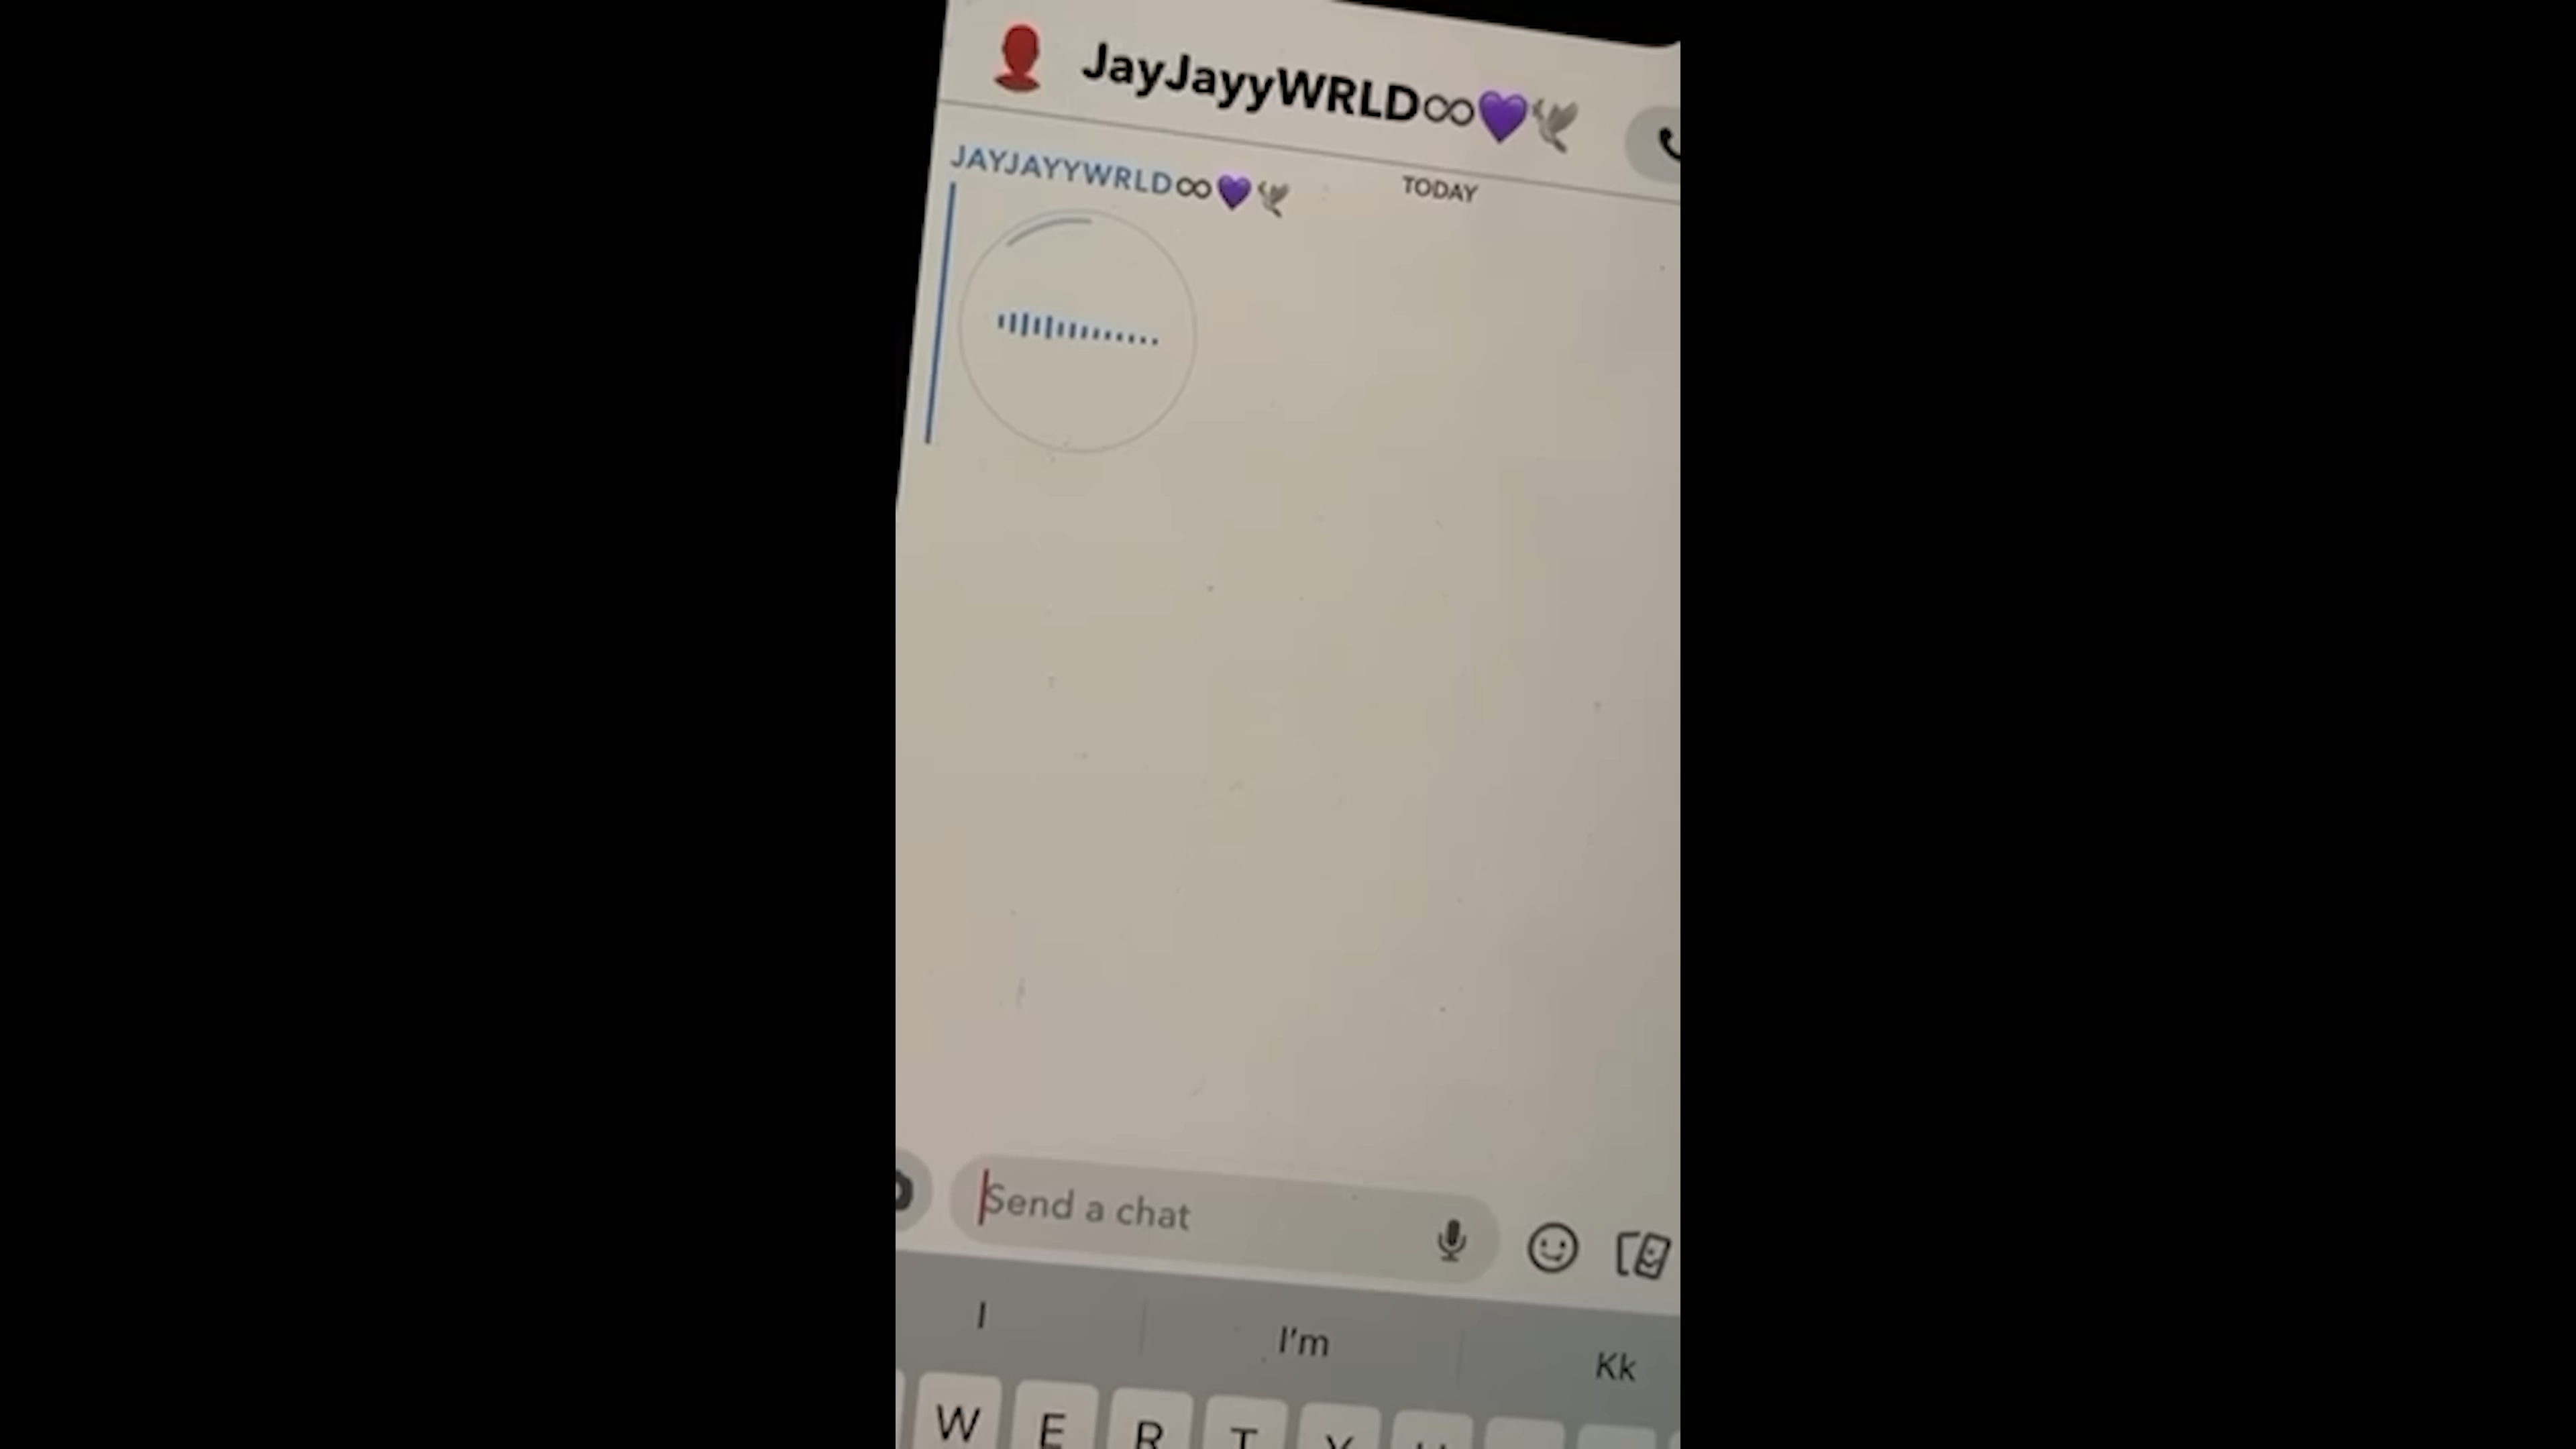 JayJayyWRLD∞💜🕊
JAYJAYYWRLD∞💜🕊
TODAY
Send a chat
I I'm Kk
W E R T Y U